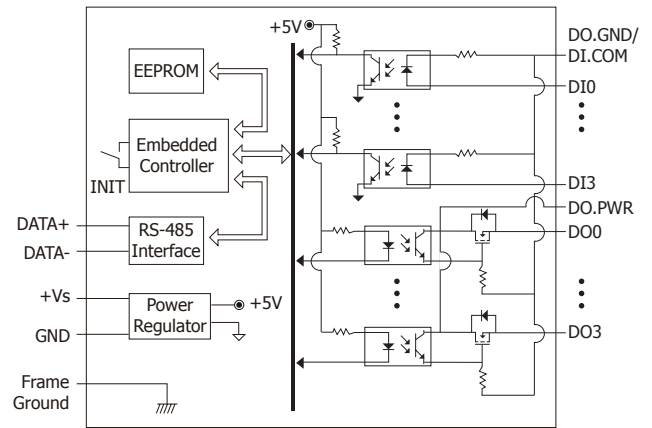 +5V
EEPROM
Embedded
Controller
INIT
RS-485
Interface
DATA+
DATA-
+Vs
GND
Power
Regulator
+5V
Frame
Ground
DO.GND/
DI.COM
DI0
DI3
DO.PWR
DO0
DO3